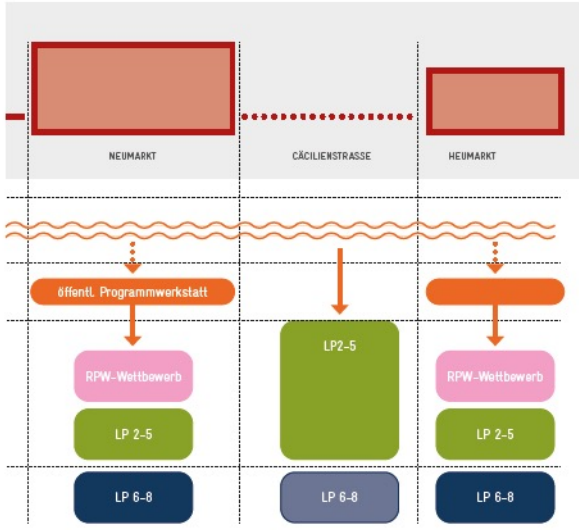 NEUMARKT
CÄCILIENSTRASSE
HEUMARKT
öffentl. Programmwerkstatt
LP2-5
RPW-Wettbewerb
RPW-Wettbewerb
LP 2-5
LP 2-5
LP 6-8
LP 6-8
LP 6-8